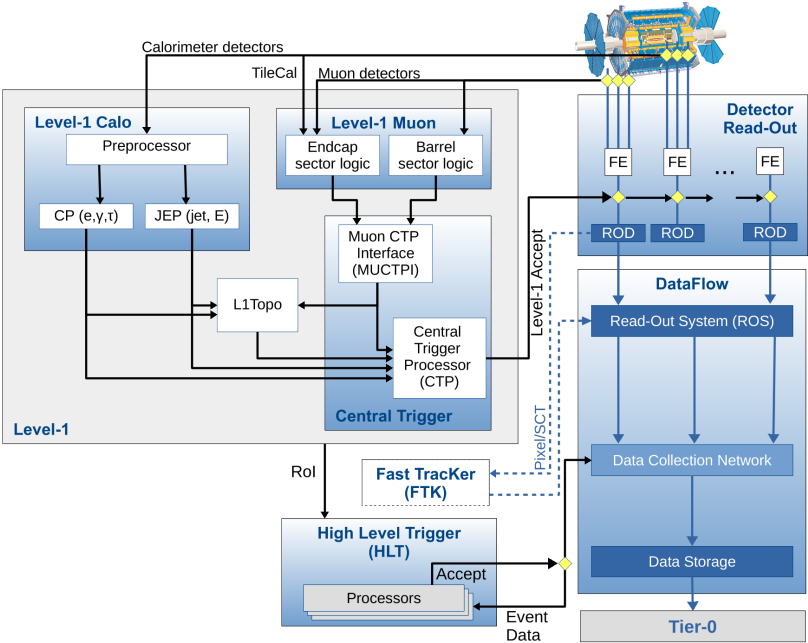 Calorimeter detectors
TileCal
Muon detectors
Detector
Read-Out
Level-1 Calo
Preprocessor
CP (e,γ,τ)
JEP (jet, E)
Level-1 Muon
Endcap
sector logic
Barrel
sector logic
FE
FE
...
FE
ROD
ROD
ROD
Muon CTP
Interface
(MUCTPI)
L1Topo
Central
Trigger
Processor
(CTP)
Central Trigger
Level-1
Level-1 Accept
DataFlow
Read-Out System (ROS)
Pixel/SCT
Data Collection Network
Data Storage
Tier-0
RoI
Fast TracKer
(FTK)
High Level Trigger
(HLT)
Accept
Processors
Event
Data